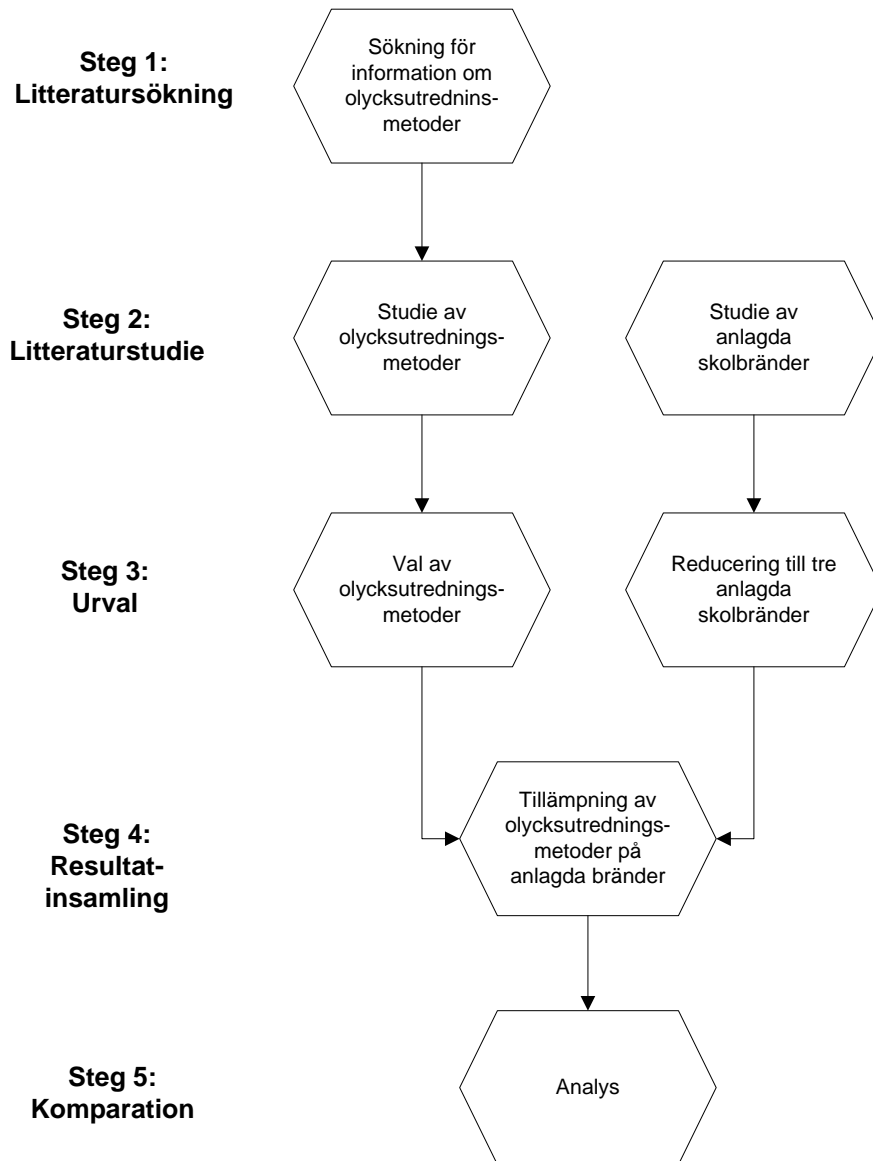 Steg 1:
Litteratursökning
Sökning för
information om
olycksutrednins-
metoder
Steg 2:
Litteraturstudie
Studie av
olycksutrednings-
metoder
Studie av
anlagda
skolbränder
Steg 3:
Urval
Val av
olycksutrednings-
metoder
Reducering till tre
anlagda
skolbränder
Steg 4:
Resultat-
insamling
Tillämpning av
olycksutrednings-
metoder på
anlagda bränder
Steg 5:
Komparation
Analys